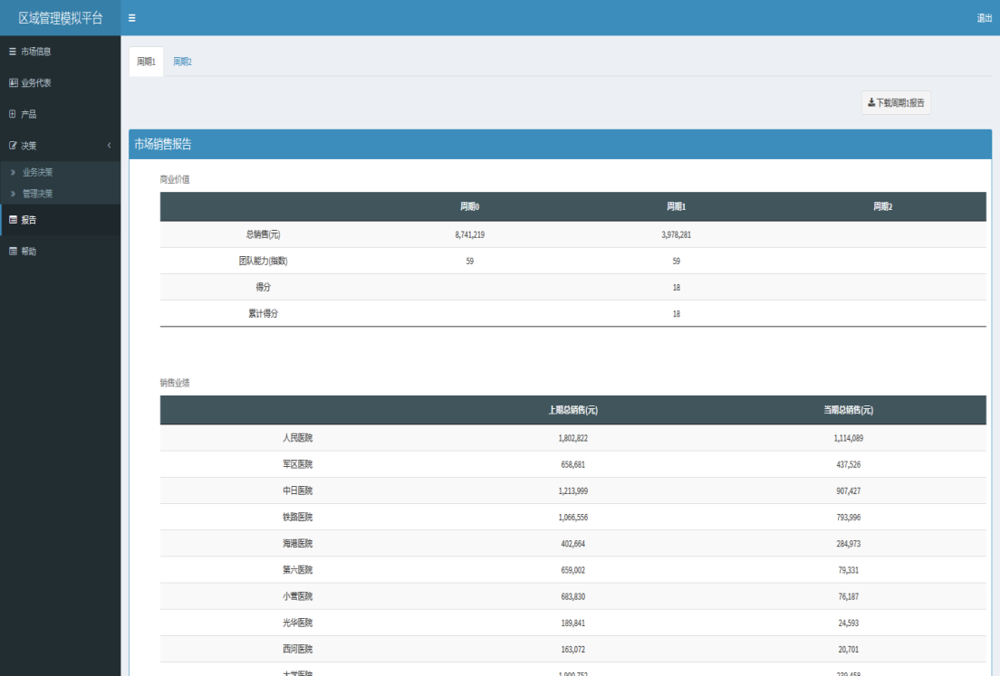 区域管理模拟平台
退出
市场信息
业务代表
产品
决策
业务决策
管理决策
报告
帮助
周期1 周期2
下载周期1报告
市场销售报告
商业价值
周期0 周期1 周期2
总销售(元) 8,741,219 3,978,281
团队能力(指数) 59 59
得分 18
累计得分 18
销售业绩
上期总销售(元) 当期总销售(元)
人民医院 1,802,822 1,114,089
军区医院 658,681 437,526
中日医院 1,213,999 907,427
铁路医院 1,066,556 793,996
海港医院 402,664 284,973
第六医院 659,002 79,331
小营医院 683,830 76,187
光华医院 189,841 24,593
西河医院 163,072 20,701
大学医院 1,900,752 239,458